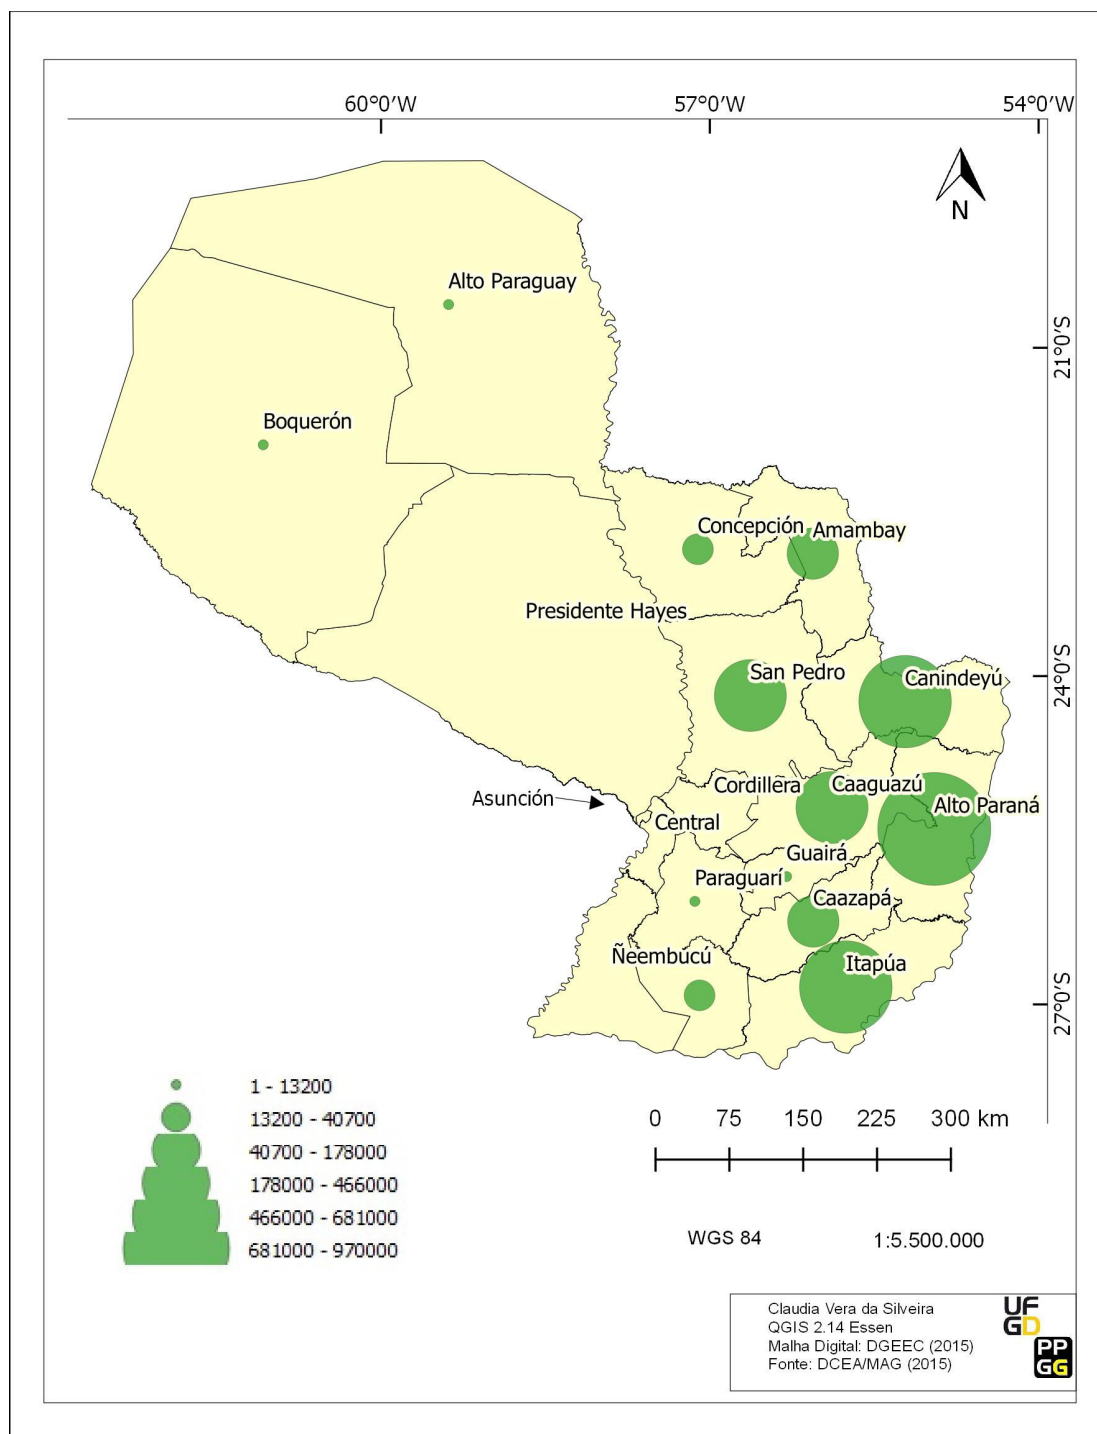 60°0'W 57°0'W 54°0'W
N
Alto Paraguay
21°0'S
Boquerón
Concepción
Amambay
Presidente Hayes
San Pedro
Canindeyú
24°0'S
Cordillera
Caaguazú
Asunción
Alto Paraná
Central
Guairá
Paraguarí
Caazapá
Ñeembucú
Itapúa
27°0'S
1 - 13200
13200 - 40700
40700 - 178000
178000 - 466000
466000 - 681000
681000 - 970000
0 75 150 225 300 km
WGS 84
1:5.500.000
Claudia Vera da Silveira
QGIS 2.14 Essen
Malha Digital: DGEEC (2015)
Fonte: DCEA/MAG (2015)
UF
GD
PP
GG